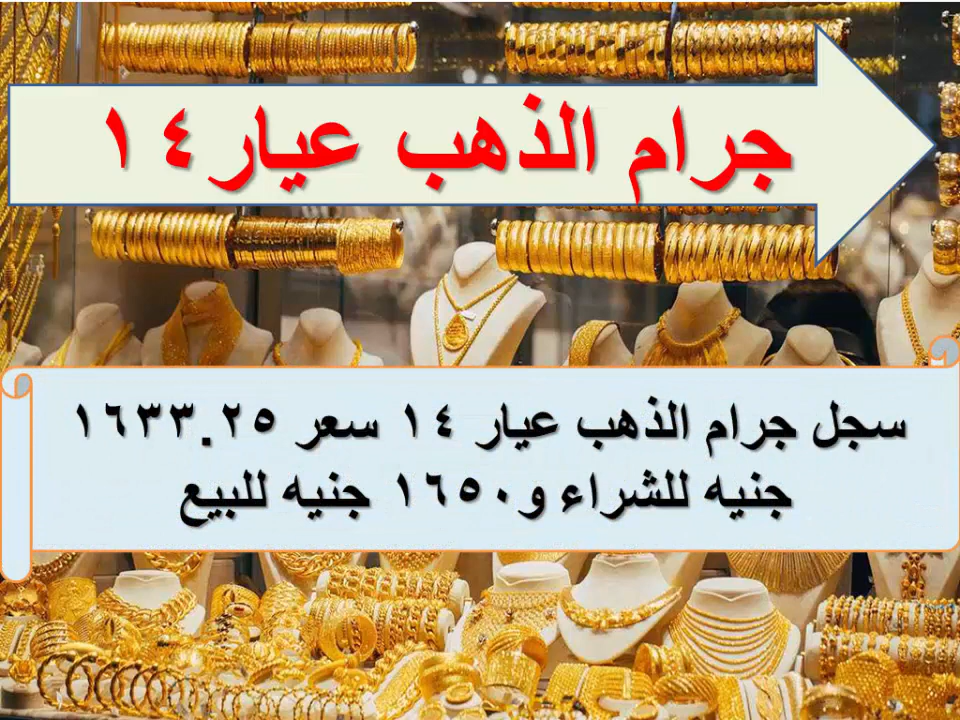 جرام الذهب عيار١٤
سجل جرام الذهب عيار ١٤ سعر ١٦٣٣.٢٥
جنيه للشراء و١٦٥٠ جنيه للبيع